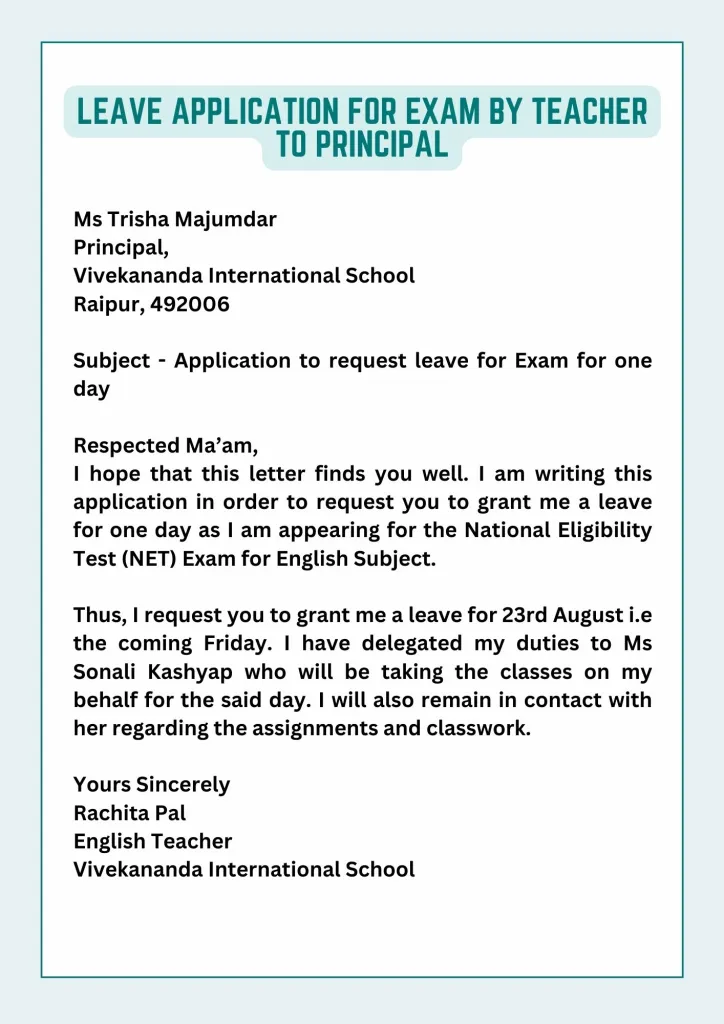 LEAVE APPLICATION FOR EXAM BY TEACHER
TO PRINCIPAL
Ms Trisha Majumdar
Principal,
Vivekananda International School
Raipur, 492006
Subject - Application to request leave for Exam for one
day
Respected Ma’am,
I hope that this letter finds you well. I am writing this
application in order to request you to grant me a leave
for one day as I am appearing for the National Eligibility
Test (NET) Exam for English Subject.
Thus, I request you to grant me a leave for 23rd August i.e
the coming Friday. I have delegated my duties to Ms
Sonali Kashyap who will be taking the classes on my
behalf for the said day. I will also remain in contact with
her regarding the assignments and classwork.
Yours Sincerely
Rachita Pal
English Teacher
Vivekananda International School